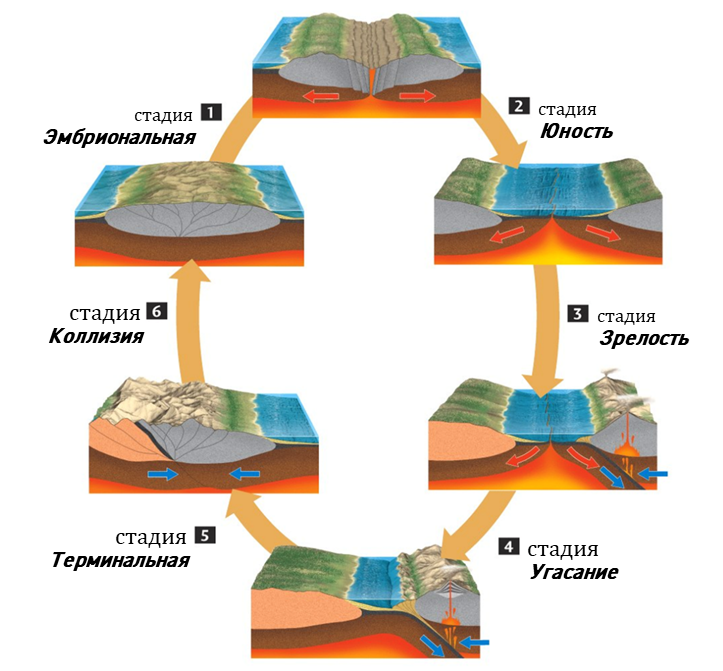 стадия 1
Эмбриональная
2 стадия
Юность
3 стадия
Зрелость
4 стадия
Угасание
стадия 5
Терминальная
стадия 6
Коллизия